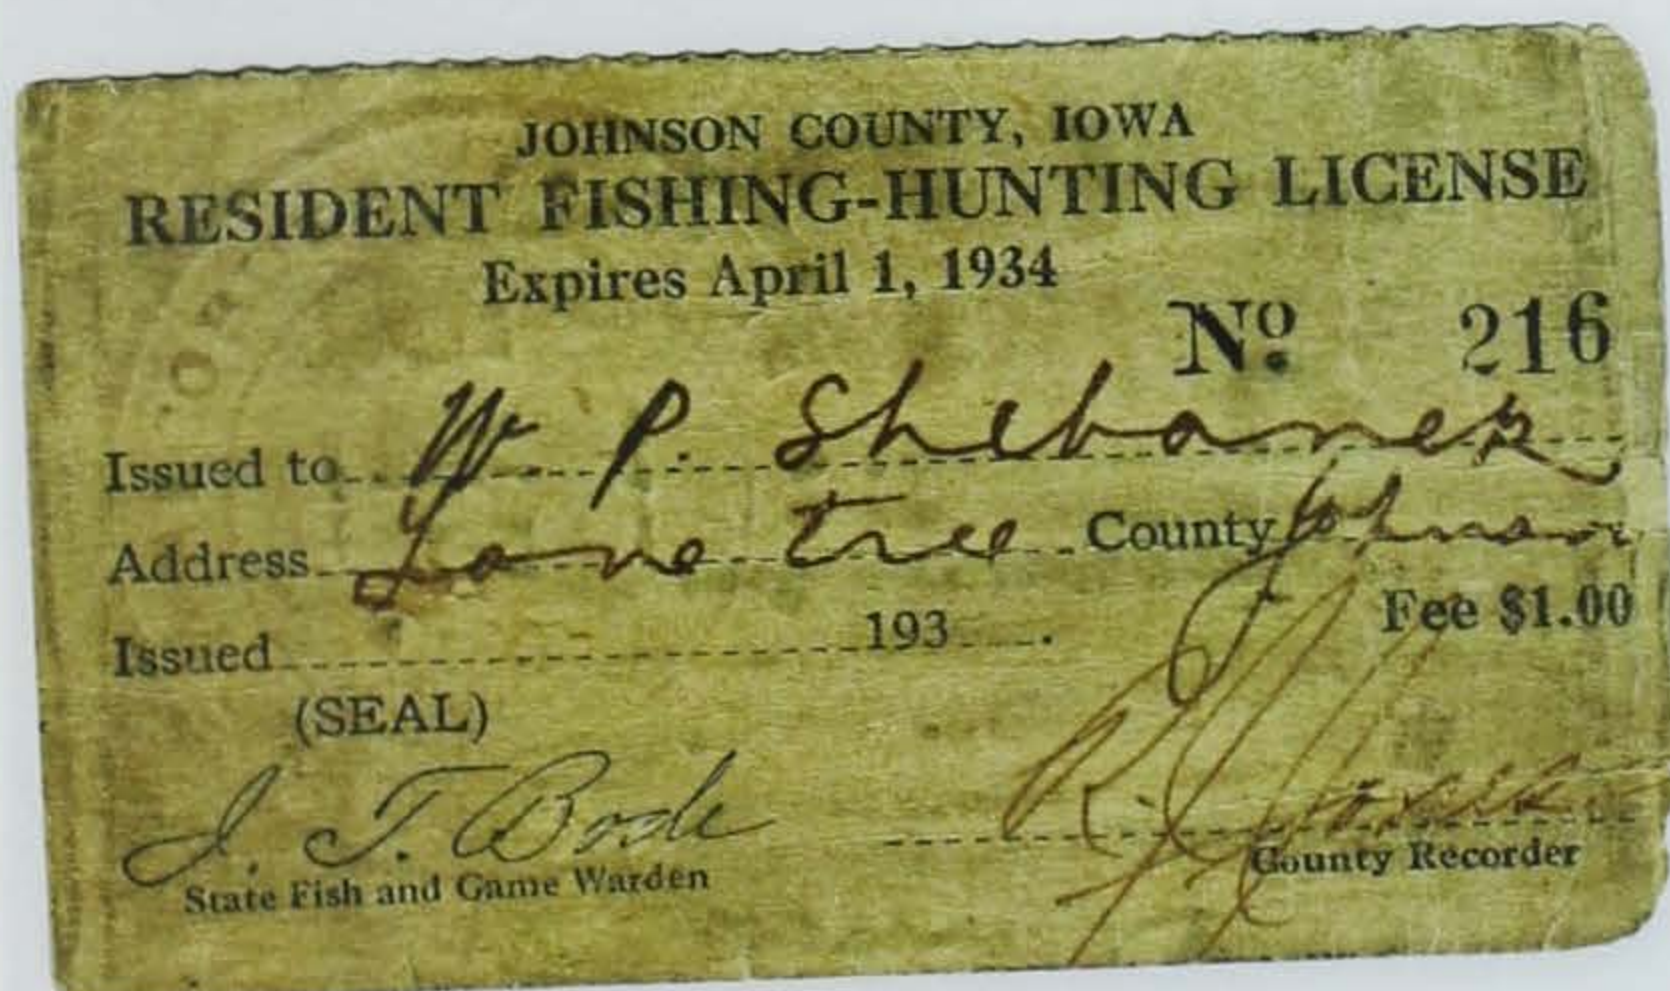 JOHNSON COUNTY, IOWA
RESIDENT FISHING-HUNTING LICENSE
Expires April 1, 1934
Nº 216
Issued to W. P. Shebanek
Address Lone tree County Johnson
Fee $1.00
Issued 193 .
(SEAL)
I. T. Bode
State Fish and Game Warden
R. J.
County Recorder